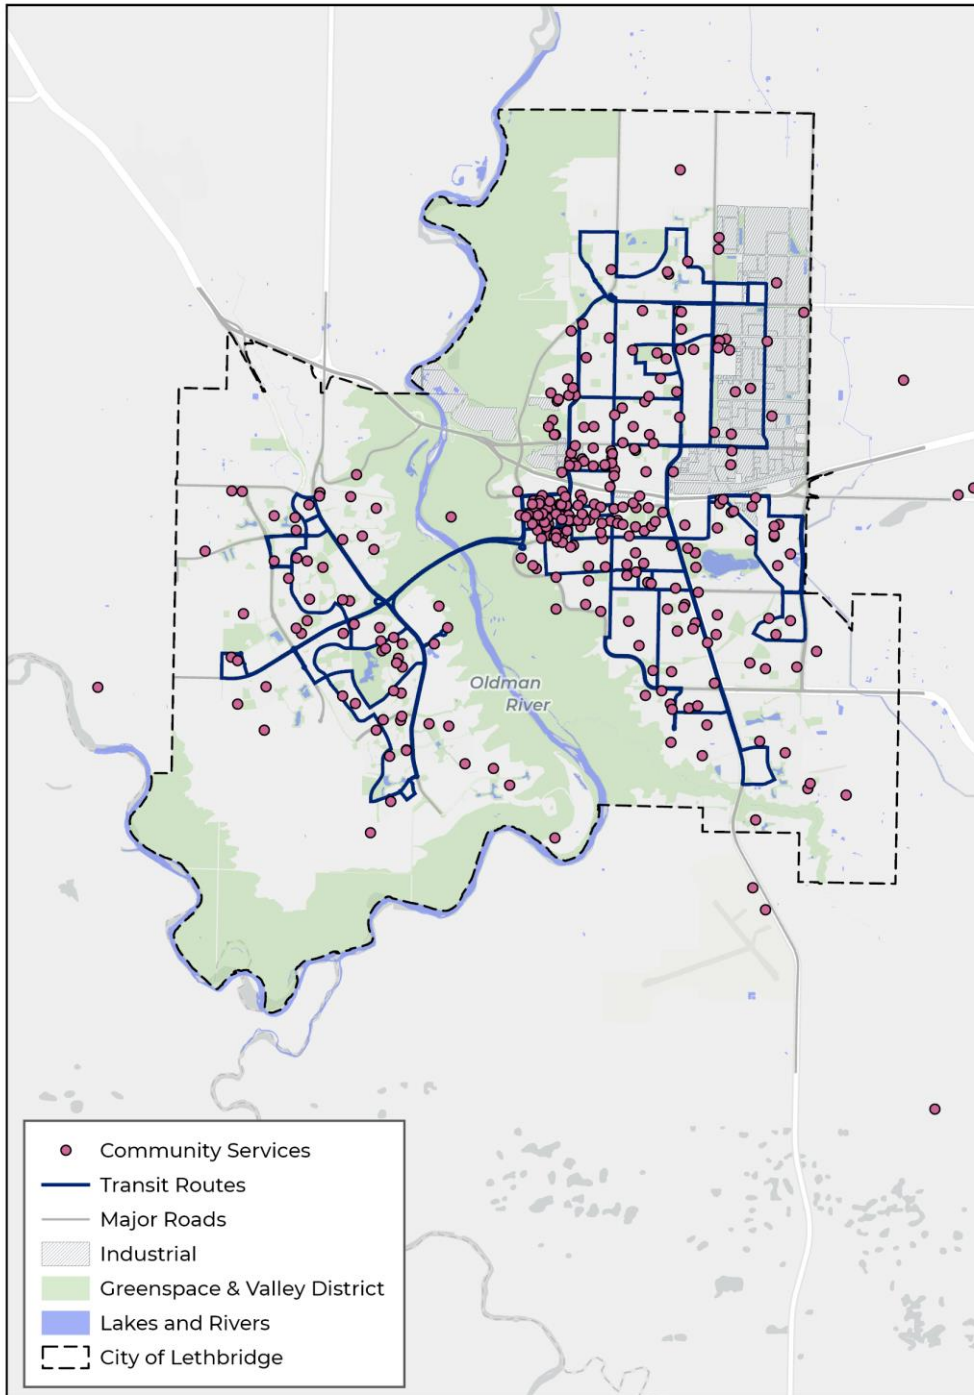 Oldman
River
Community Services
Transit Routes
Major Roads
Industrial
Greenspace & Valley District
Lakes and Rivers
City of Lethbridge